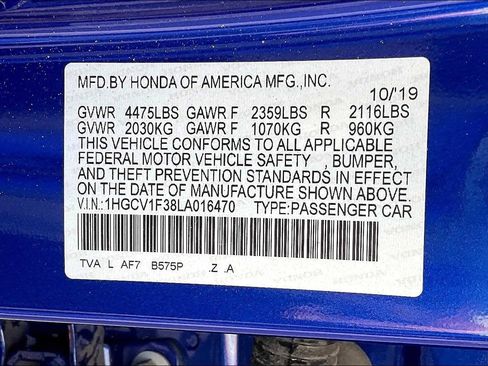 MFD.BY HONDA OF AMERICA MFG.,INC.
10/'19
GVWR 4475LBS GAWR F 2359LBS R 2116LBS
GVWR 2030KG GAWR F 1070KG R 960KG
THIS VEHICLE CONFORMS TO ALL APPLICABLE
FEDERAL MOTOR VEHICLE SAFETY , BUMPER,
AND THEFT PREVENTION STANDARDS IN EFFECT
ON THE DATE OF MANUFACTURE SHOWN ABOVE.
V.I.N.:1HGCV1F38LA016470 TYPE:PASSENGER CAR
TVA L AF7 B575P .Z .A